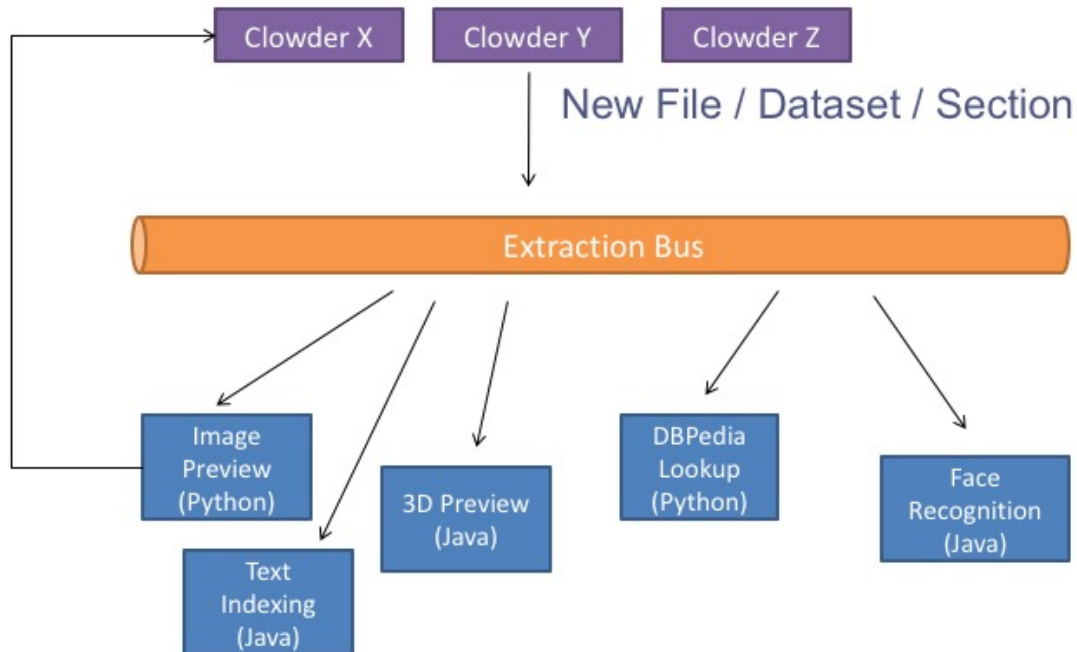 Clowder X
Clowder Y
Clowder Z
New File / Dataset / Section
Extraction Bus
Image
Preview
(Python)
Text
Indexing
(Java)
3D Preview
(Java)
DBPedia
Lookup
(Python)
Face
Recognition
(Java)